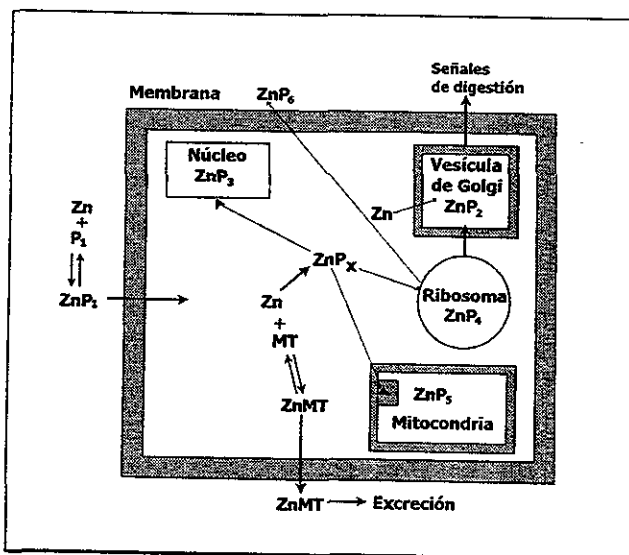 Señales
de digestión
Membrana
ZnP₆
Núcleo
ZnP₃
Vesícula
de Golgi
ZnP₂
Zn
Zn
+
P₁
ZnP₁
ZnPₓ
Zn
+
MT
ZnMT
Ribosoma
ZnP₄
ZnP₅
Mitocondria
ZnMT
Excreción